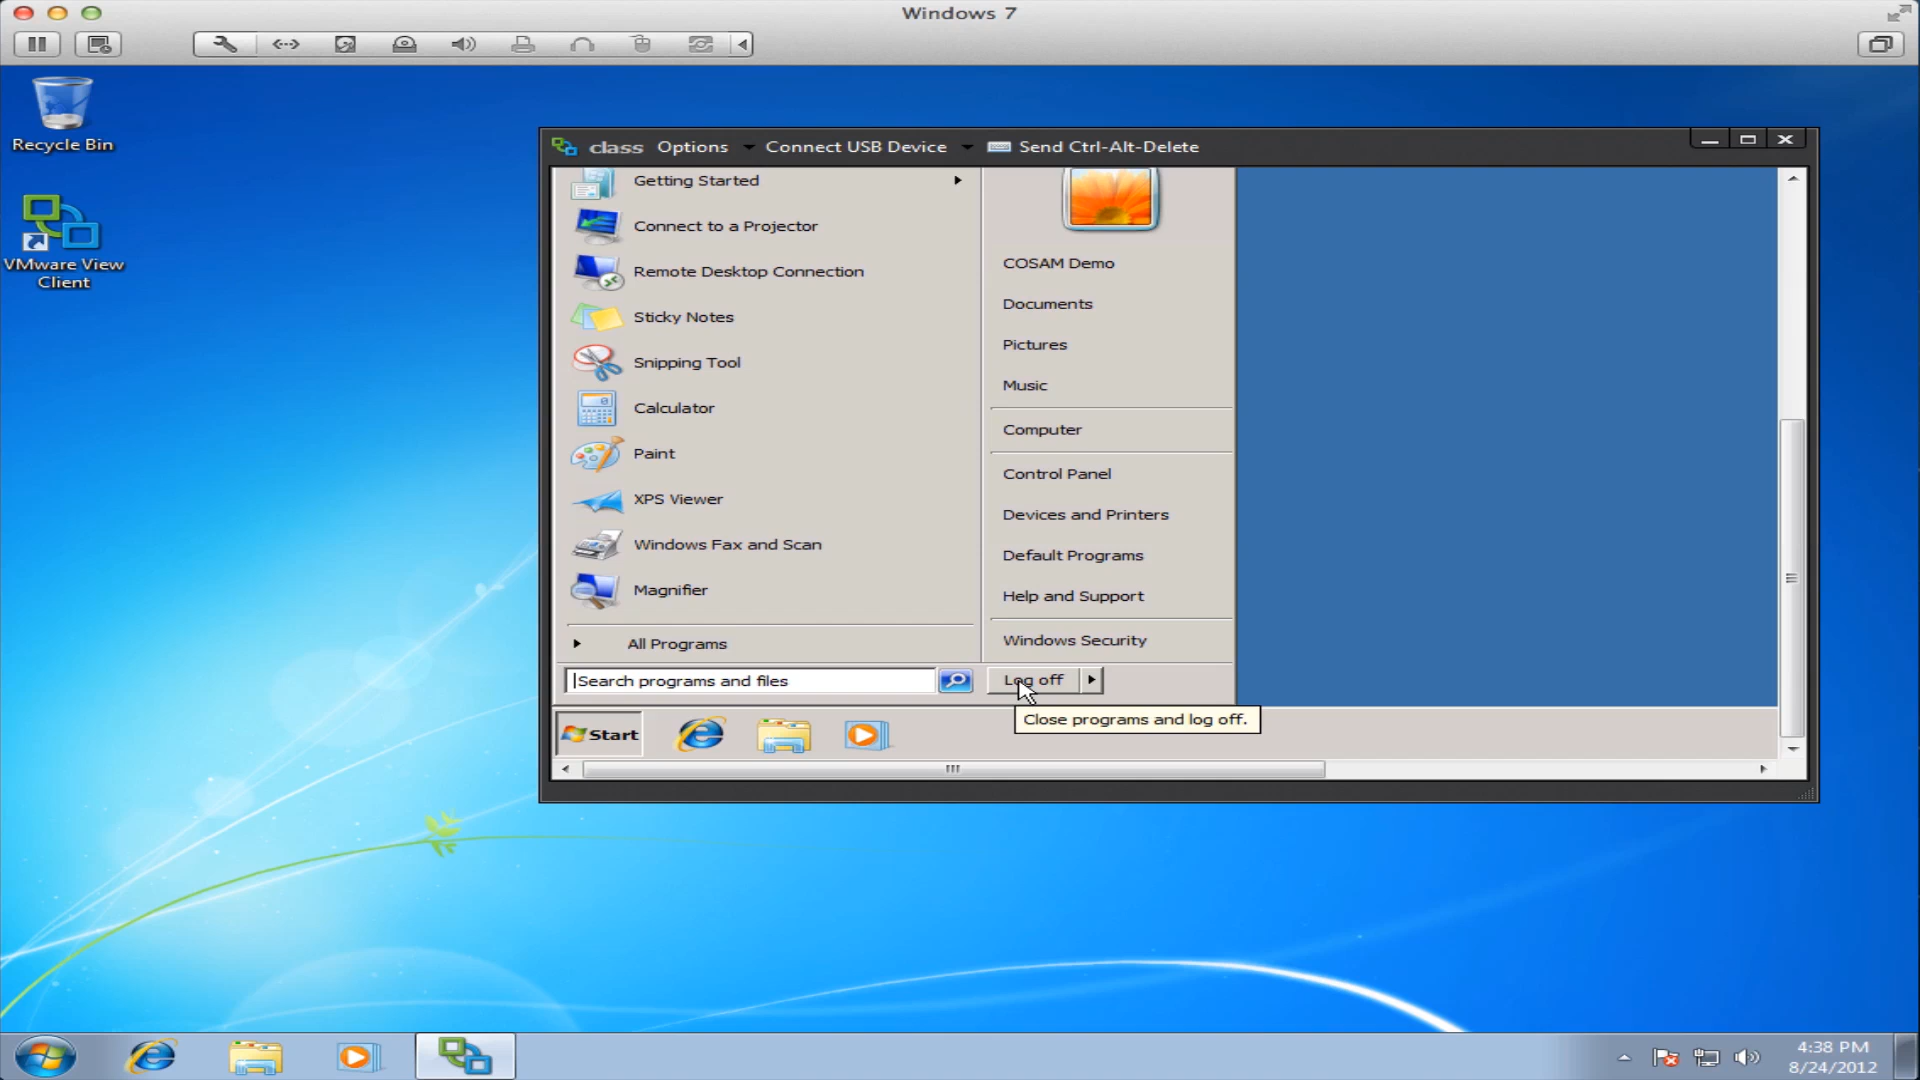 Windows 7
Recycle Bin
VMware View
Client
class Options Connect USB Device Send Ctrl-Alt-Delete
Getting Started
Connect to a Projector
Remote Desktop Connection
Sticky Notes
Snipping Tool
Calculator
Paint
XPS Viewer
Windows Fax and Scan
Magnifier
All Programs
Search programs and files
COSAM Demo
Documents
Pictures
Music
Computer
Control Panel
Devices and Printers
Default Programs
Help and Support
Windows Security
Log off
Close programs and log off.
Start
4:38 PM
8/24/2012